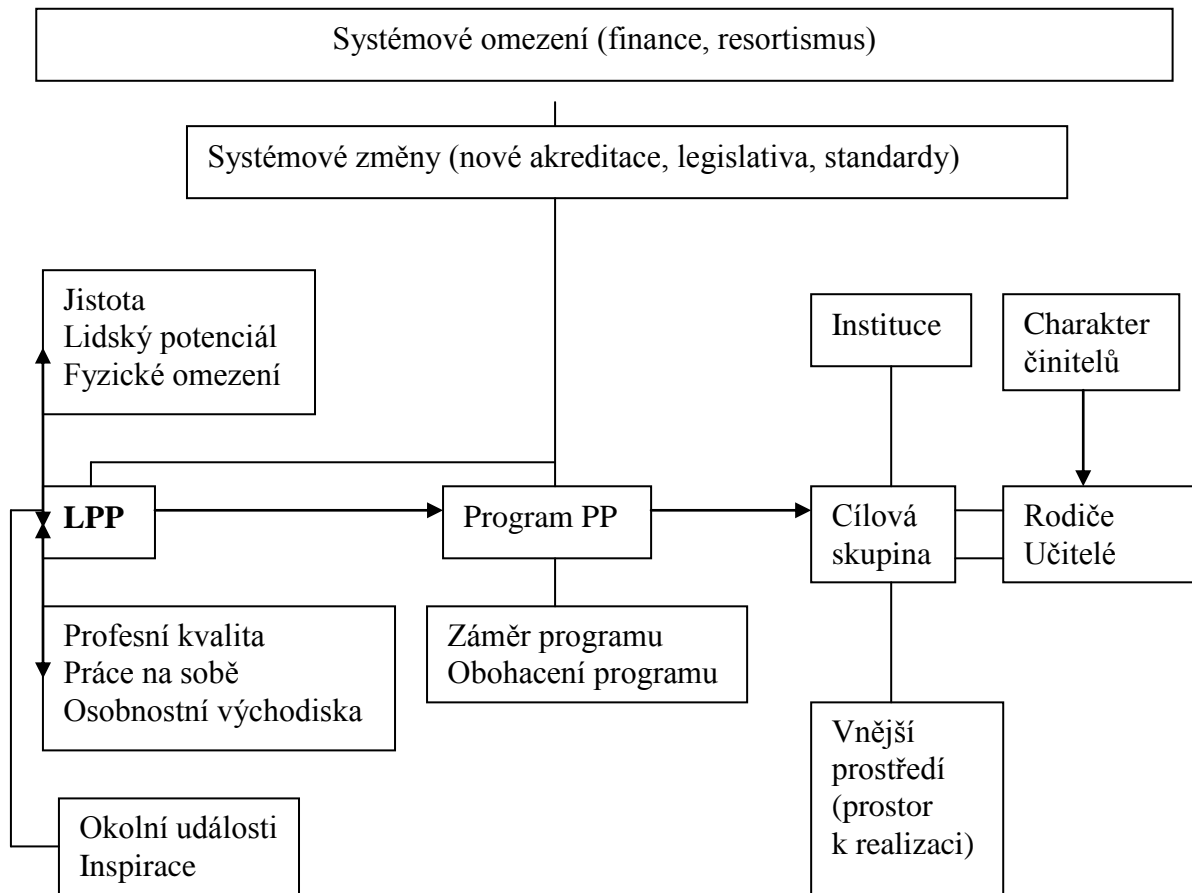 Systémové omezení (finance, resortismus)
Systémové změny (nové akreditace, legislativa, standardy)
Jistota
Lidský potenciál
Fyzické omezení
Instituce
Charakter
činitelů
LPP
Program PP
Cílová
skupina
Rodiče
Učitelé
Profesní kvalita
Práce na sobě
Osobnostní východiska
Záměr programu
Obohacení programu
Vnější
prostředí
(prostor
k realizaci)
Okolní události
Inspirace